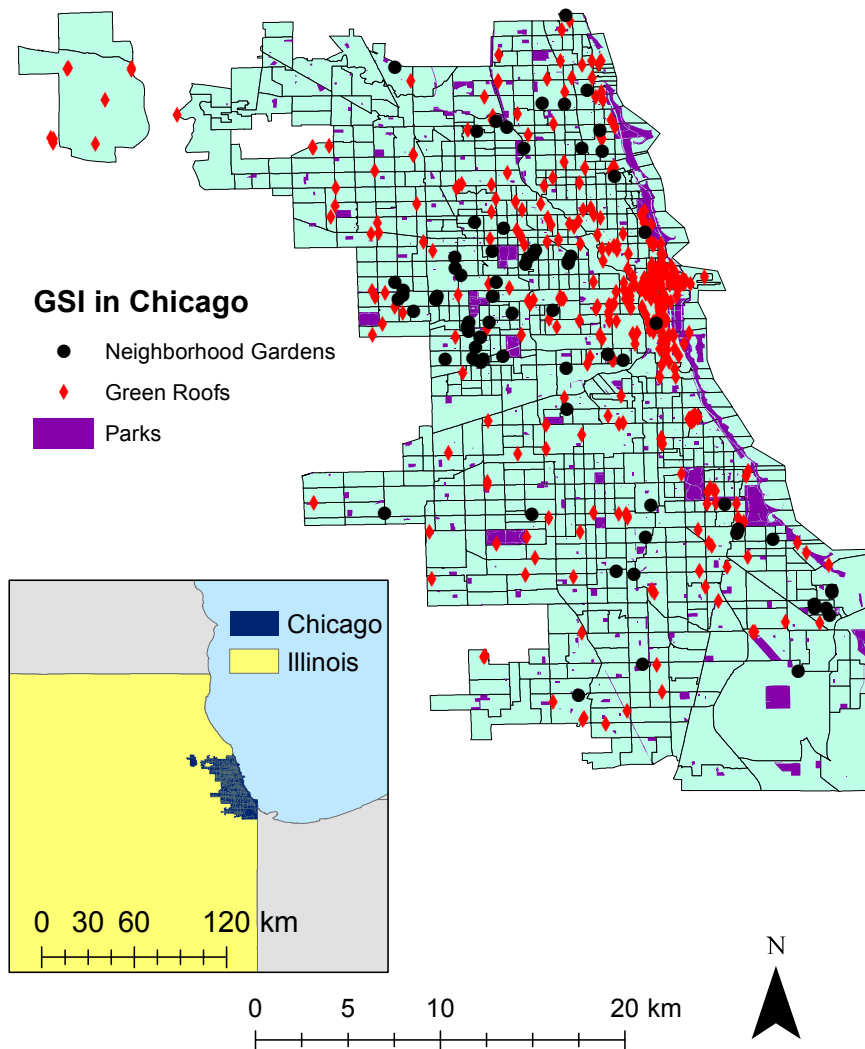 GSI in Chicago
Neighborhood Gardens
Green Roofs
Parks
Chicago
Illinois
0 30 60 120 km
N
0 5 10 20 km